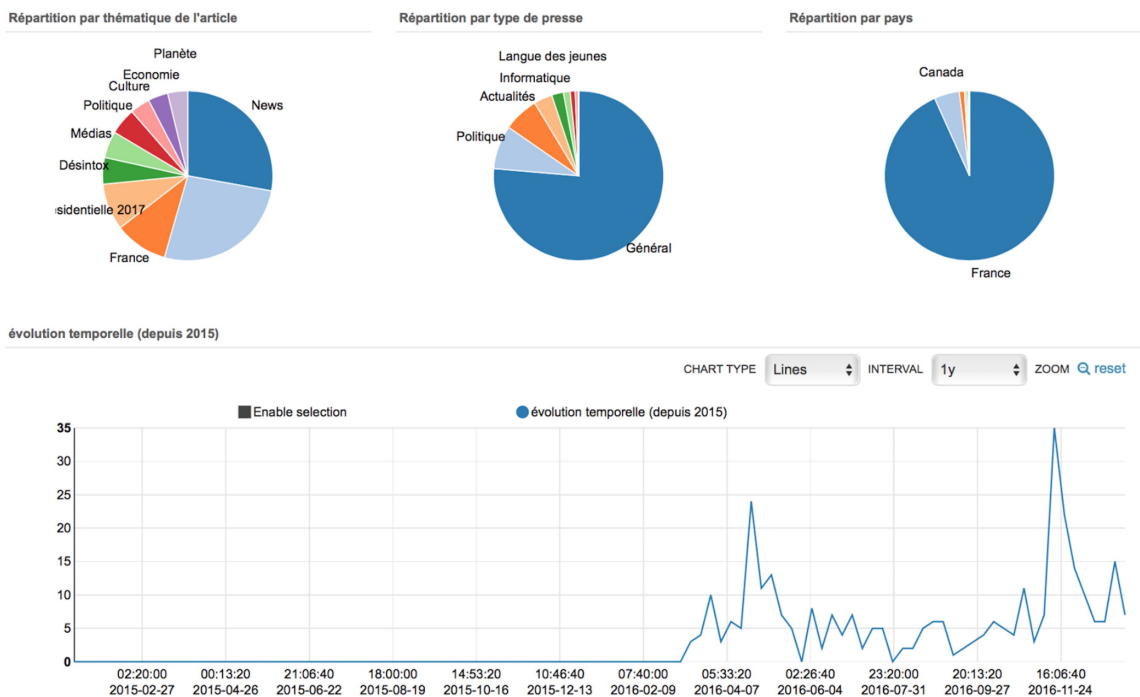 Répartition par thématique de l'article
Répartition par type de presse
Répartition par pays
Planète
Economie
Culture
Politique
Médias
Désintox
sidentielle 2017
France
News
Langue des jeunes
Informatique
Actualités
Politique
Général
Canada
France
évolution temporelle (depuis 2015)
CHART TYPE Lines INTERVAL 1y ZOOM reset
Enable selection évolution temporelle (depuis 2015)
35
30
25
20
15
10
5
0
02:20:00 00:13:20 21:06:40 18:00:00 14:53:20 10:46:40 07:40:00 05:33:20 02:26:40 23:20:00 20:13:20 16:06:40
2015-02-27 2015-04-26 2015-06-22 2015-08-19 2015-10-16 2015-12-13 2016-02-09 2016-04-07 2016-06-04 2016-07-31 2016-09-27 2016-11-24